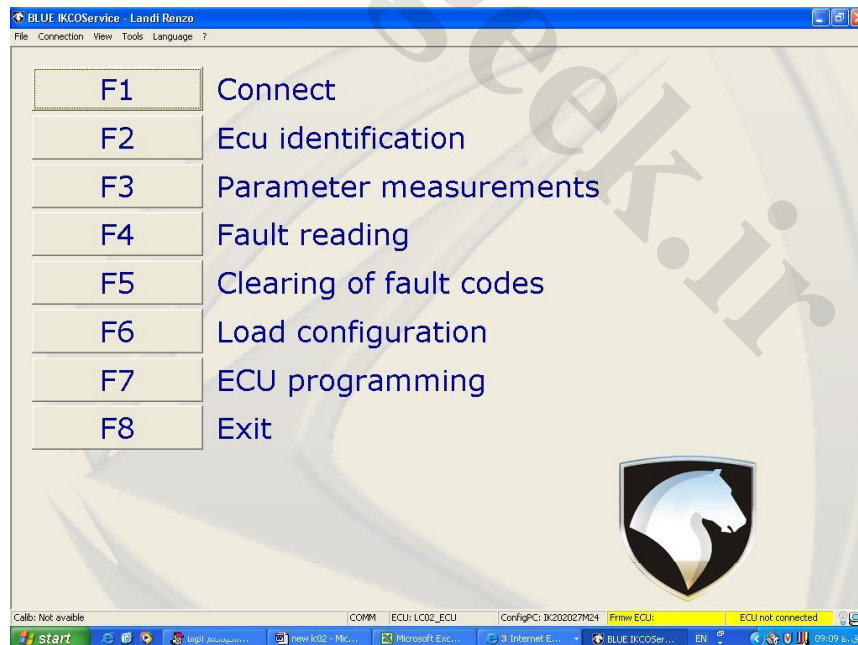 BLUE IKCOService - Landi Renzo
File Connection View Tools Language ?
F1 Connect
F2 Ecu identification
F3 Parameter measurements
F4 Fault reading
F5 Clearing of fault codes
F6 Load configuration
F7 ECU programming
F8 Exit
eek.ir
Calib: Not avaible COMM ECU: LC02_ECU ConfigPC: IK202027M24 Frmw ECU: ECU not connected
start new lc02 - Mic... Microsoft Exc... 3 Internet E... BLUE IKCOSer... EN 09:09